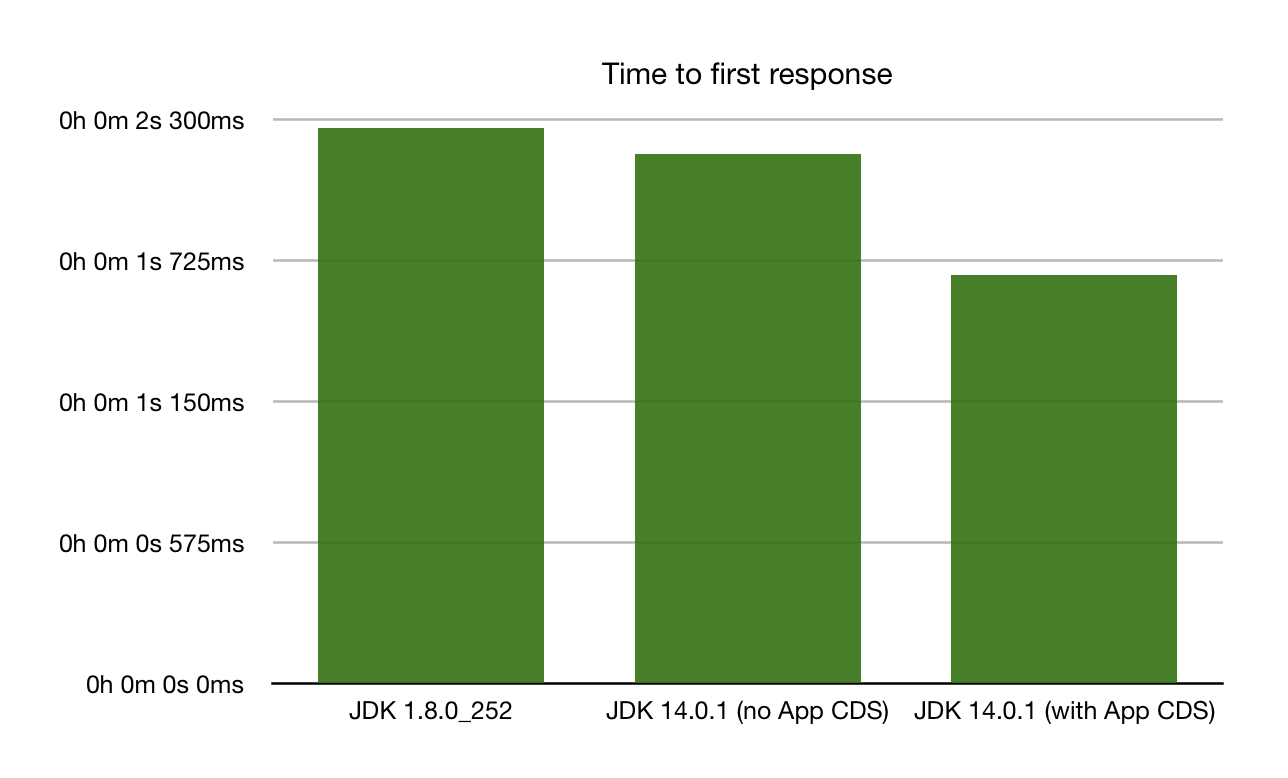 Time to first response
0h 0m 2s 300ms
0h 0m 1s 725ms
0h 0m 1s 150ms
0h 0m 0s 575ms
0h 0m 0s 0ms
JDK 1.8.0_252
JDK 14.0.1 (no App CDS)
JDK 14.0.1 (with App CDS)